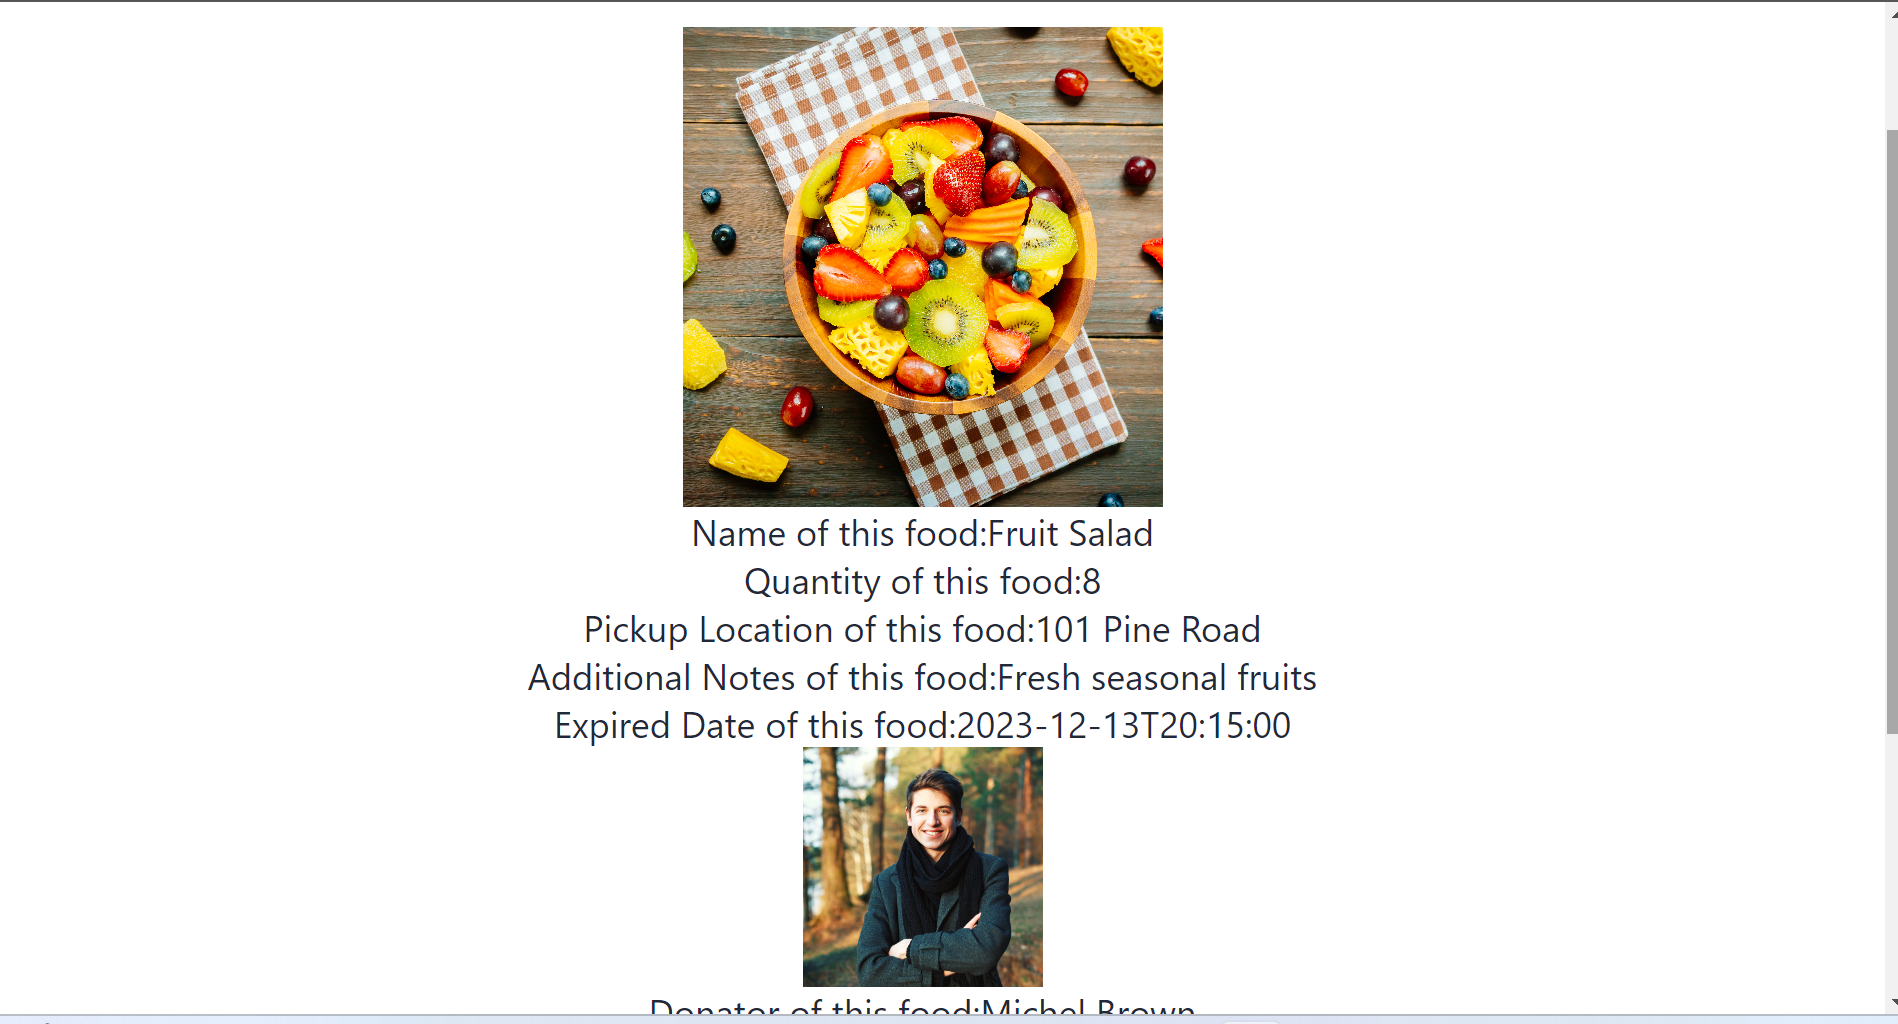 Name of this food:Fruit Salad
Quantity of this food:8
Pickup Location of this food:101 Pine Road
Additional Notes of this food:Fresh seasonal fruits
Expired Date of this food:2023-12-13T20:15:00
Donator of this food:Michel Brown